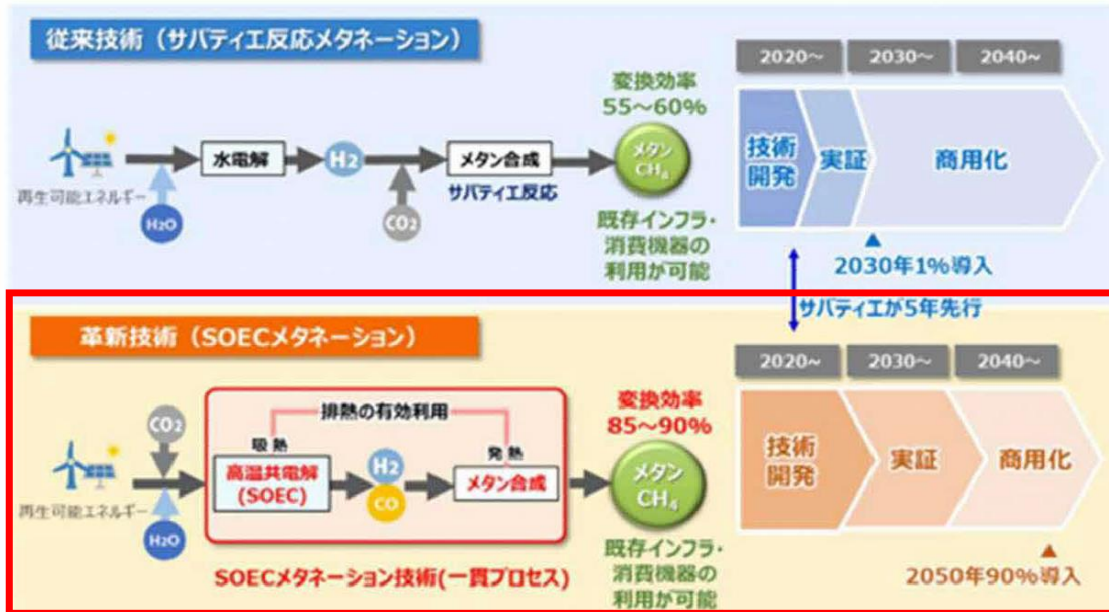 従来技術（サバティエ反応メタネーション）
2020～
2030～
2040~
変換効率
55～60%
再生可能エネルギー
H₂O
水電解
H₂
CO₂
メタン合成
サバティエ反応
メタン
CH₄
既存インフラ・
消費機器の
利用が可能
技術
開発
実証
商用化
2030年1%導入
サバティエが5年先行
革新技術（SOECメタネーション）
2020~
2030～
2040～
CO₂
再生可能エネルギー
H₂O
排熱の有効利用
吸熱
発熱
高温共電解
(SOEC)
H₂
CO
メタン合成
SOECメタネーション技術(一貫プロセス)
変換効率
85～90%
メタン
CH₄
既存インフラ・
消費機器の
利用が可能
技術
開発
実証
商用化
2050年90%導入